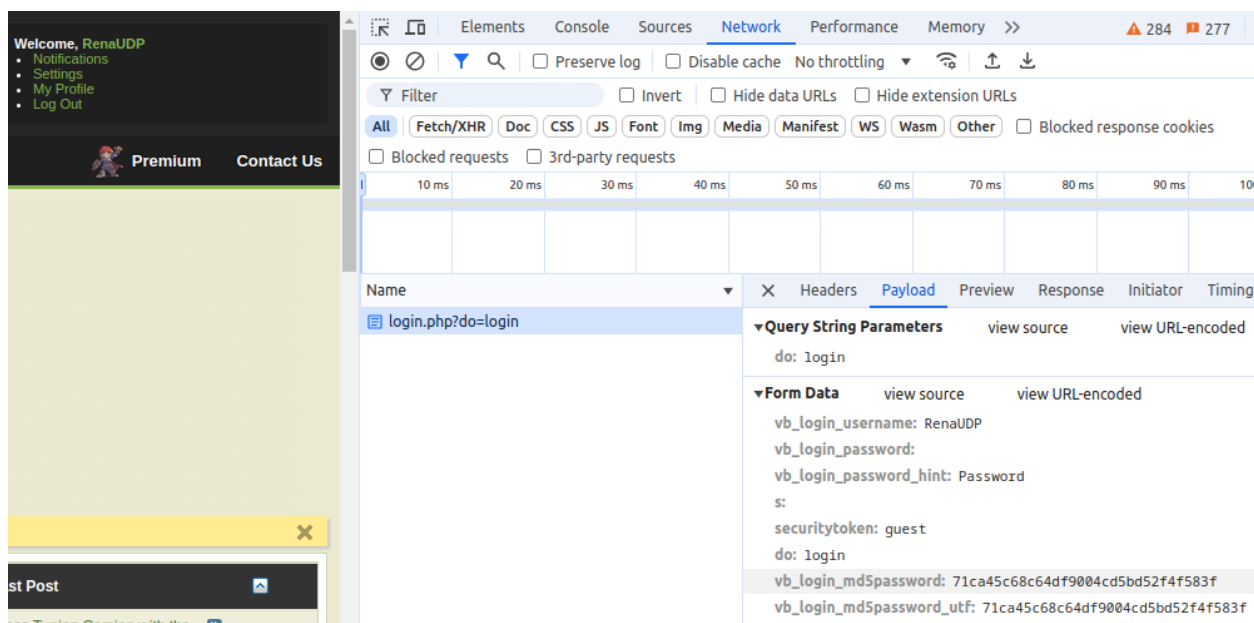 Welcome, RenaUDP
Notifications
Settings
My Profile
Log Out
Premium Contact Us
st Post
Elements Console Sources Network Performance Memory 284 277
Preserve log Disable cache No throttling
Filter Invert Hide data URLs Hide extension URLs
All Fetch/XHR Doc CSS JS Font Img Media Manifest WS Wasm Other Blocked response cookies
Blocked requests 3rd-party requests
10 ms 20 ms 30 ms 40 ms 50 ms 60 ms 70 ms 80 ms 90 ms 10
Name
login.php?do=login
Headers Payload Preview Response Initiator Timing
Query String Parameters view source view URL-encoded
do: login
Form Data view source view URL-encoded
vb_login_username: RenaUDP
vb_login_password:
vb_login_password_hint: Password
s:
securitytoken: guest
do: login
vb_login_md5password: 71ca45c68c64df9004cd5bd52f4f583f
vb_login_md5password_utf: 71ca45c68c64df9004cd5bd52f4f583f